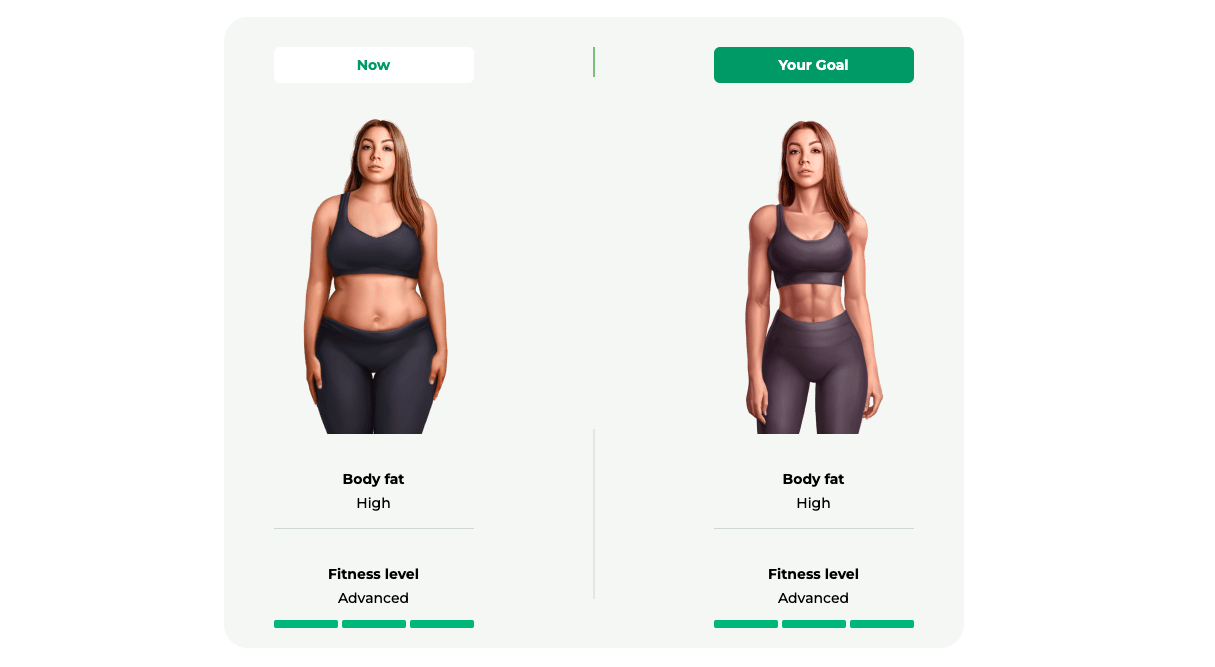 Now
Your Goal
Body fat
High
Body fat
High
Fitness level
Advanced
Fitness level
Advanced